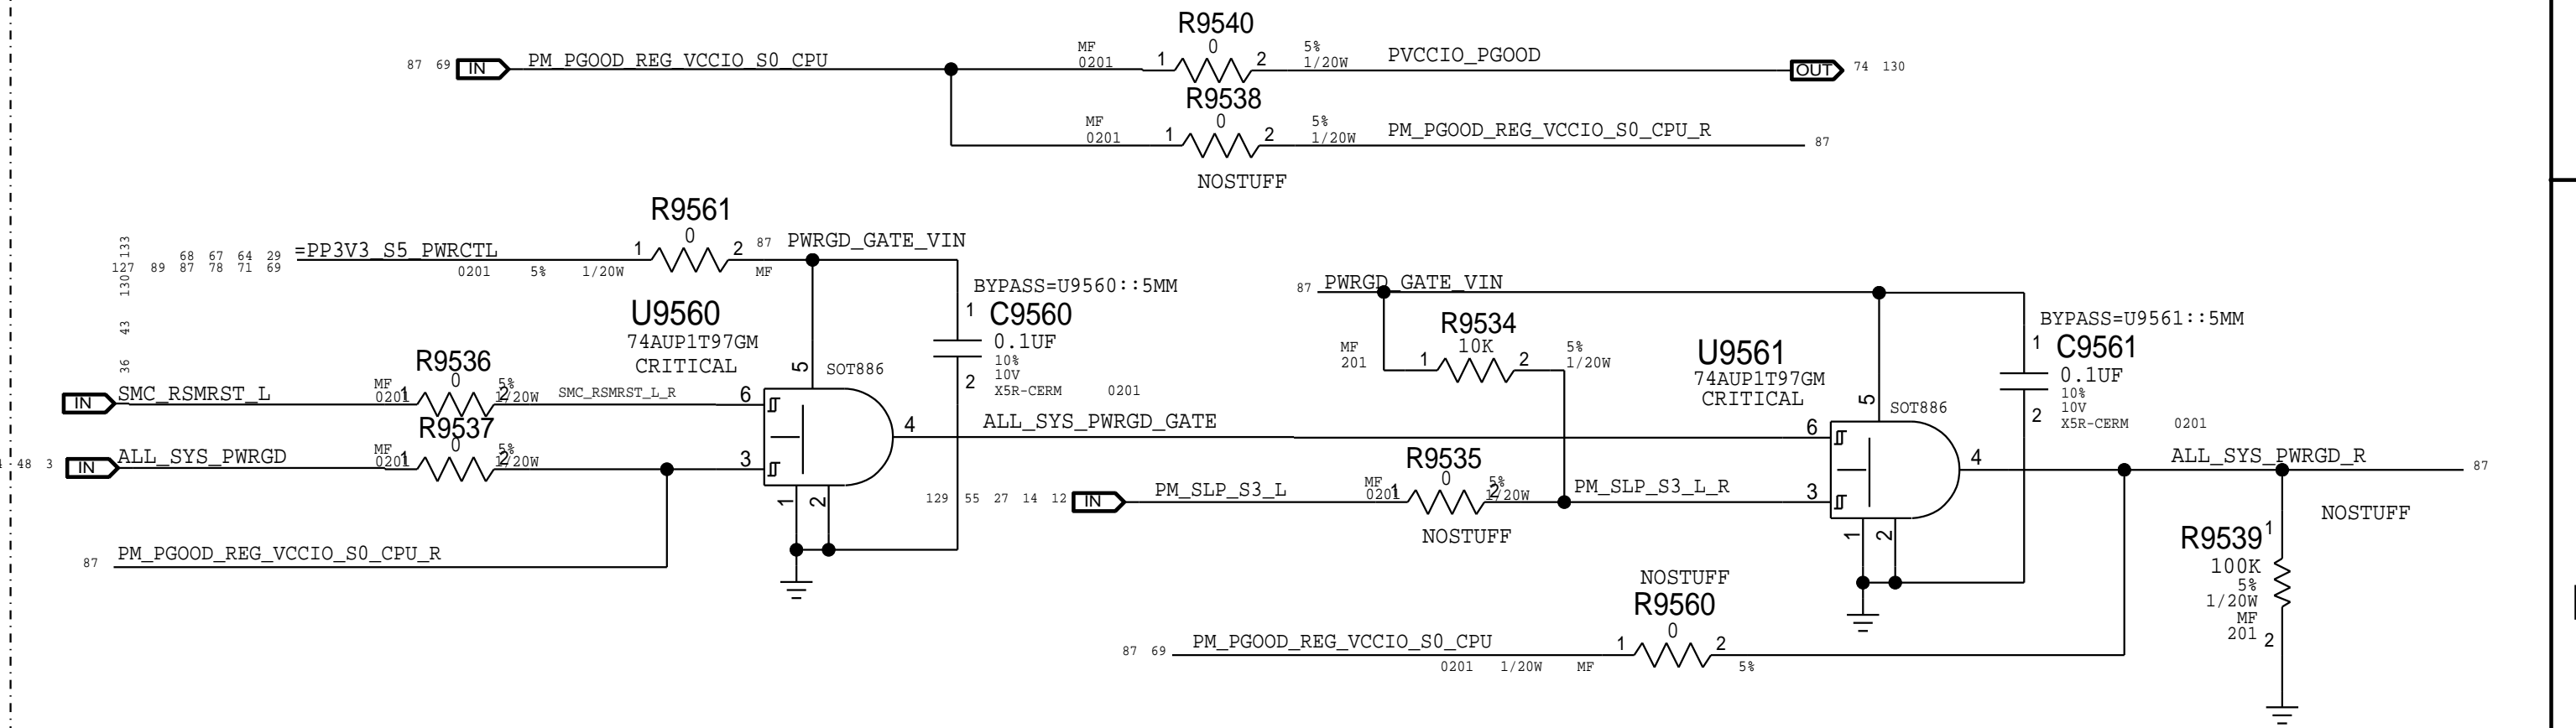 R9540
0
MF
0201
1
2
5%
1/20W
87 69 IN PM_PGOOD_REG_VCCIO_S0_CPU
PVCCIO_PGOOD
OUT 74 130
R9538
0
MF
0201
1
2
5%
1/20W
PM_PGOOD_REG_VCCIO_S0_CPU_R
87
NOSTUFF
R9561
0
133
130
43
36
68 67 64 29
127 89 87 78 71 69
=PP3V3_S5_PWRCTL
0201 5% 1/20W
1
2
87 PWRGD_GATE_VIN
MF
BYPASS=U9560::5MM
1
C9560
0.1UF
10%
10V
2
X5R-CERM 0201
U9560
74AUP1T97GM
CRITICAL
5
SOT886
R9536
0
MF
0201
1
2
5%
1/20W
IN SMC_RSMRST_L
SMC_RSMRST_L_R
6
R9537
0
MF
0201
1
2
5%
1/20W
48 3 IN ALL_SYS_PWRGD
3
4
ALL_SYS_PWRGD_GATE
1
2
87 PM_PGOOD_REG_VCCIO_S0_CPU_R
87 PWRGD_GATE_VIN
R9534
10K
MF
201
1
2
5%
1/20W
U9561
74AUP1T97GM
CRITICAL
5
SOT886
BYPASS=U9561::5MM
1
C9561
0.1UF
10%
10V
2
X5R-CERM 0201
6
R9535
0
129 55 27 14 12 IN PM_SLP_S3_L
MF
0201
1
2
5%
1/20W
PM_SLP_S3_L_R
3
NOSTUFF
4
ALL_SYS_PWRGD_R
87
1
2
NOSTUFF
R9539
1
100K
5%
1/20W
MF
201
2
NOSTUFF
R9560
0
87 69 PM_PGOOD_REG_VCCIO_S0_CPU
1
2
0201 1/20W MF
5%